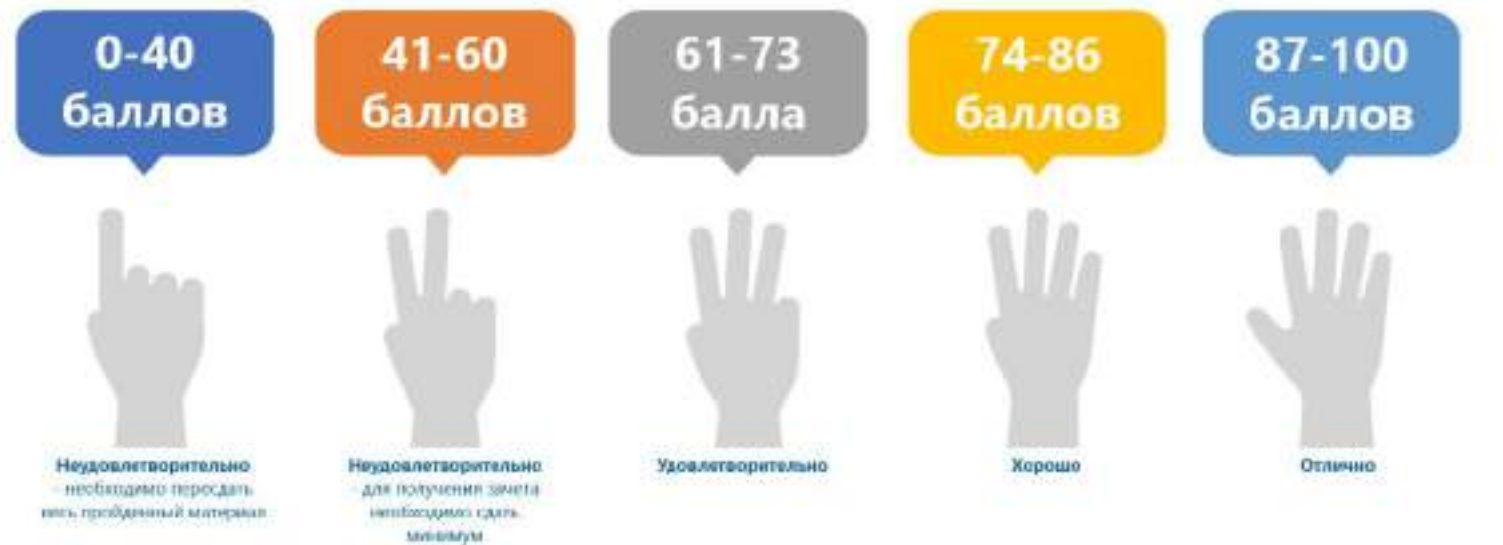 0-40
баллов
41-60
баллов
61-73
балла
74-86
баллов
87-100
баллов
Неудовлетворительно
- необходимо пересдать
весь пройденный материал
Неудовлетворительно
- для получения зачета
необходимо сдать
минимум
Удовлетворительно
Хорошо
Отлично